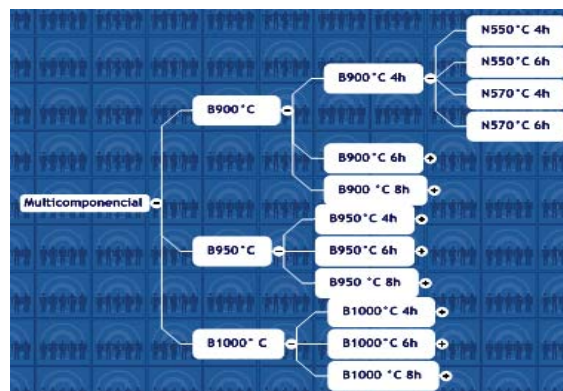 Multicomponencial
B900°C
B900°C 4h
N550°C 4h
N550°C 6h
N570°C 4h
N570°C 6h
B900°C 6h
B900 °C 8h
B950°C
B950°C 4h
B950°C 6h
B950 °C 8h
B1000° C
B1000°C 4h
B1000°C 6h
B1000 °C 8h